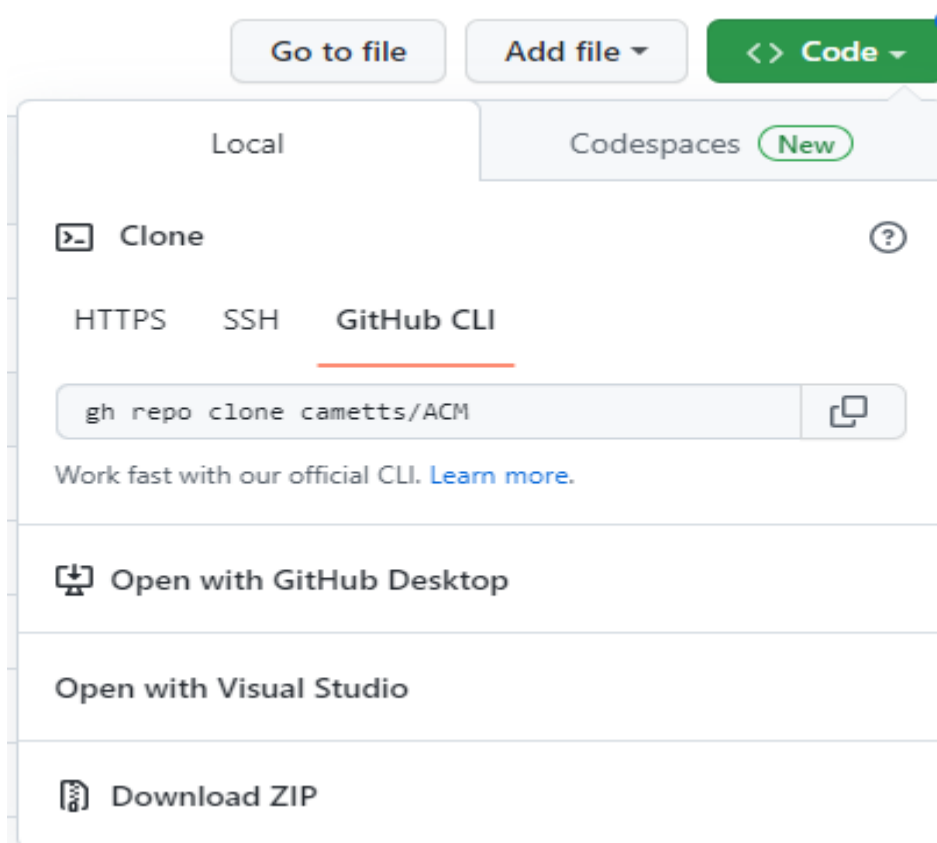 Go to file Add file <> Code
Local Codespaces New
Clone
HTTPS SSH GitHub CLI
gh repo clone cametts/ACM
Work fast with our official CLI. Learn more.
Open with GitHub Desktop
Open with Visual Studio
Download ZIP